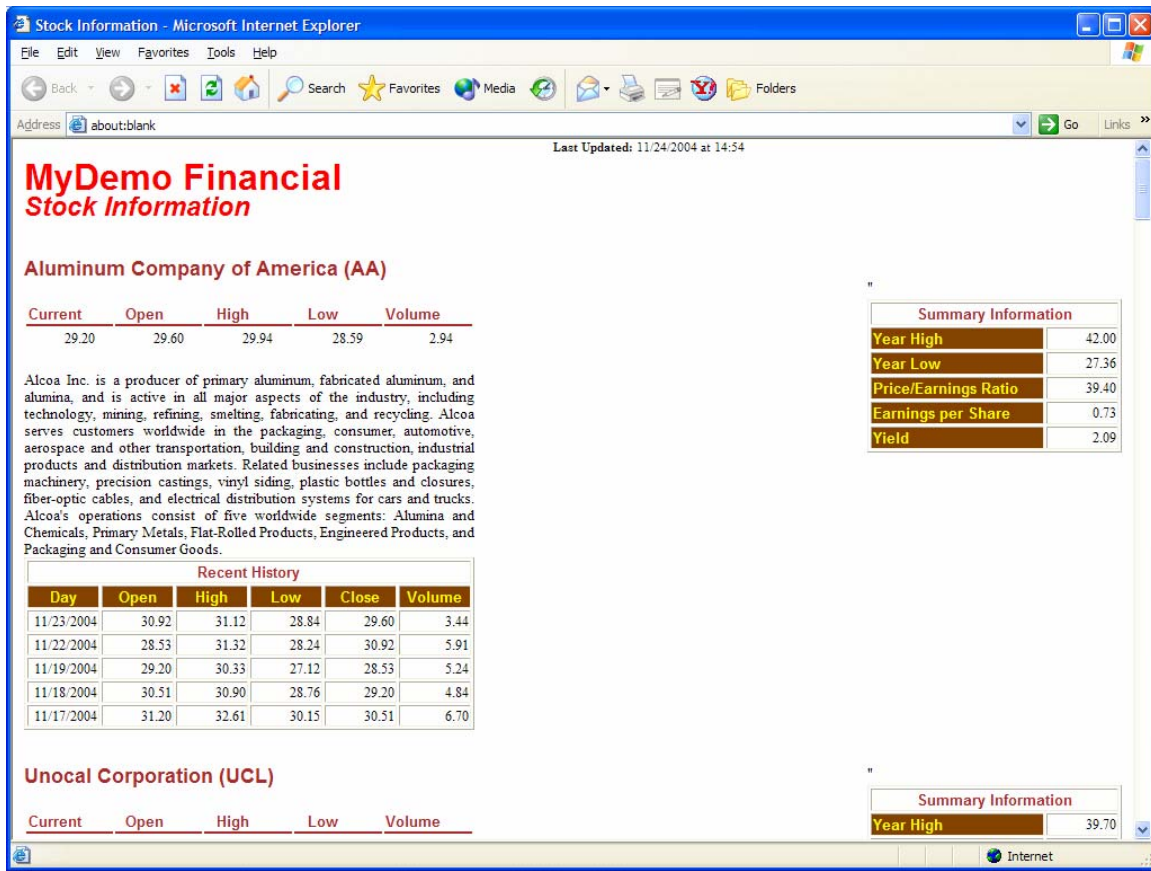 Stock Information - Microsoft Internet Explorer
File Edit View Favorites Tools Help
Back Search Favorites Media Folders
Address about:blank Go Links »
Last Updated: 11/24/2004 at 14:54
MyDemo Financial
Stock Information
Aluminum Company of America (AA)
Current Open High Low Volume
29.20 29.60 29.94 28.59 2.94
Alcoa Inc. is a producer of primary aluminum, fabricated aluminum, and
alumina, and is active in all major aspects of the industry, including
technology, mining, refining, smelting, fabricating, and recycling. Alcoa
serves customers worldwide in the packaging, consumer, automotive,
aerospace and other transportation, building and construction, industrial
products and distribution markets. Related businesses include packaging
machinery, precision castings, vinyl siding, plastic bottles and closures,
fiber-optic cables, and electrical distribution systems for cars and trucks.
Alcoa's operations consist of five worldwide segments: Alumina and
Chemicals, Primary Metals, Flat-Rolled Products, Engineered Products, and
Packaging and Consumer Goods.
"
Summary Information
Year High 42.00
Year Low 27.36
Price/Earnings Ratio 39.40
Earnings per Share 0.73
Yield 2.09
Recent History
Day Open High Low Close Volume
11/23/2004 30.92 31.12 28.84 29.60 3.44
11/22/2004 28.53 31.32 28.24 30.92 5.91
11/19/2004 29.20 30.33 27.12 28.53 5.24
11/18/2004 30.51 30.90 28.76 29.20 4.84
11/17/2004 31.20 32.61 30.15 30.51 6.70
Unocal Corporation (UCL)
Current Open High Low Volume
"
Summary Information
Year High 39.70
Internet